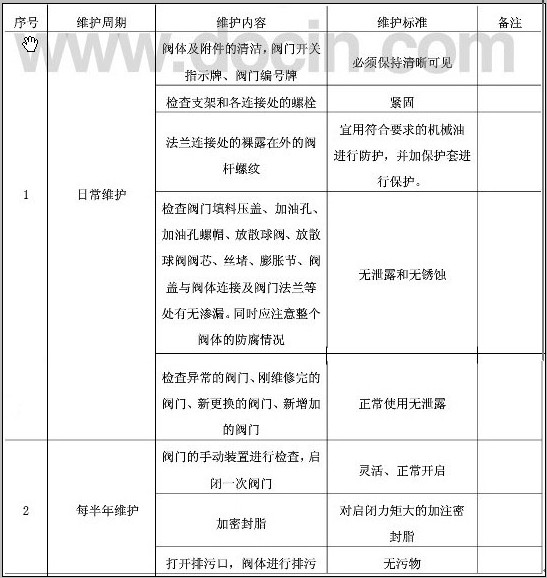 序号 维护周期 维护内容 维护标准 备注
www.docin.com
阀体及附件的清洁，阀门开关
指示牌、阀门编号牌
必须保持清晰可见
检查支架和各连接处的螺栓
紧固
法兰连接处的裸露在外的阀
杆螺纹
宜用符合要求的机械油
进行防护，并加保护套进
行保护。
1
日常维护
检查阀门填料压盖、加油孔、
加油孔螺帽、放散球阀、放散
球阀阀芯、丝堵、膨胀节、阀
盖与阀体连接及阀门法兰等
处有无渗漏。同时应注意整个
阀体的防腐情况
无泄露和无锈蚀
检查异常的阀门、刚维修完的
阀门、新更换的阀门、新增加
的阀门
正常使用无泄露
2
每半年维护
阀门的手动装置进行检查，启
闭一次阀门
灵活、正常开启
加密封脂
对启闭力矩大的加注密
封脂
打开排污口，阀体进行排污
无污物